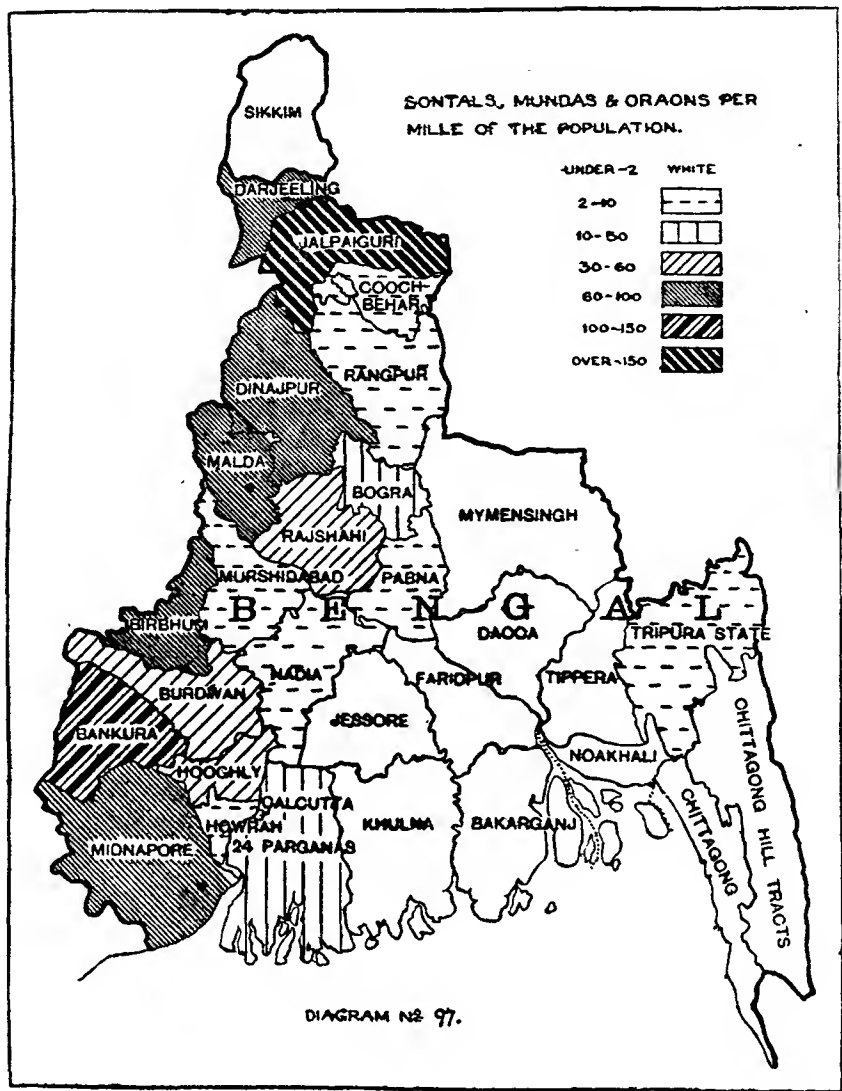 SONTALS, MUNDAS & ORAONS PER
MILLE OF THE POPULATION.
UNDER-2 WHITE
2-10
10-50
30-60
60-100
100-150
OVER-150
SIKKIM
DARJEELING
JALPAIGURI
COOCH-
BEHAR
RANGPUR
DINAJPUR
MALDA
BOGRA
MYMENSINGH
RAJSHAHI
MURSHIDABAD
PABNA
BENGAL
BIRBHUM
DACCA
TRIPURA STATE
NADIA
FARIDPUR
TIPPERA
BURDWAN
JESSORE
BANKURA
NOAKHALI
CHITTAGONG HILL TRACTS
HOOGHLY
CALCUTTA
HOWRAH
24 PARGANAS
KHULNA
BAKARGANJ
CHITTAGONG
MIDNAPORE
DIAGRAM Nº 97.